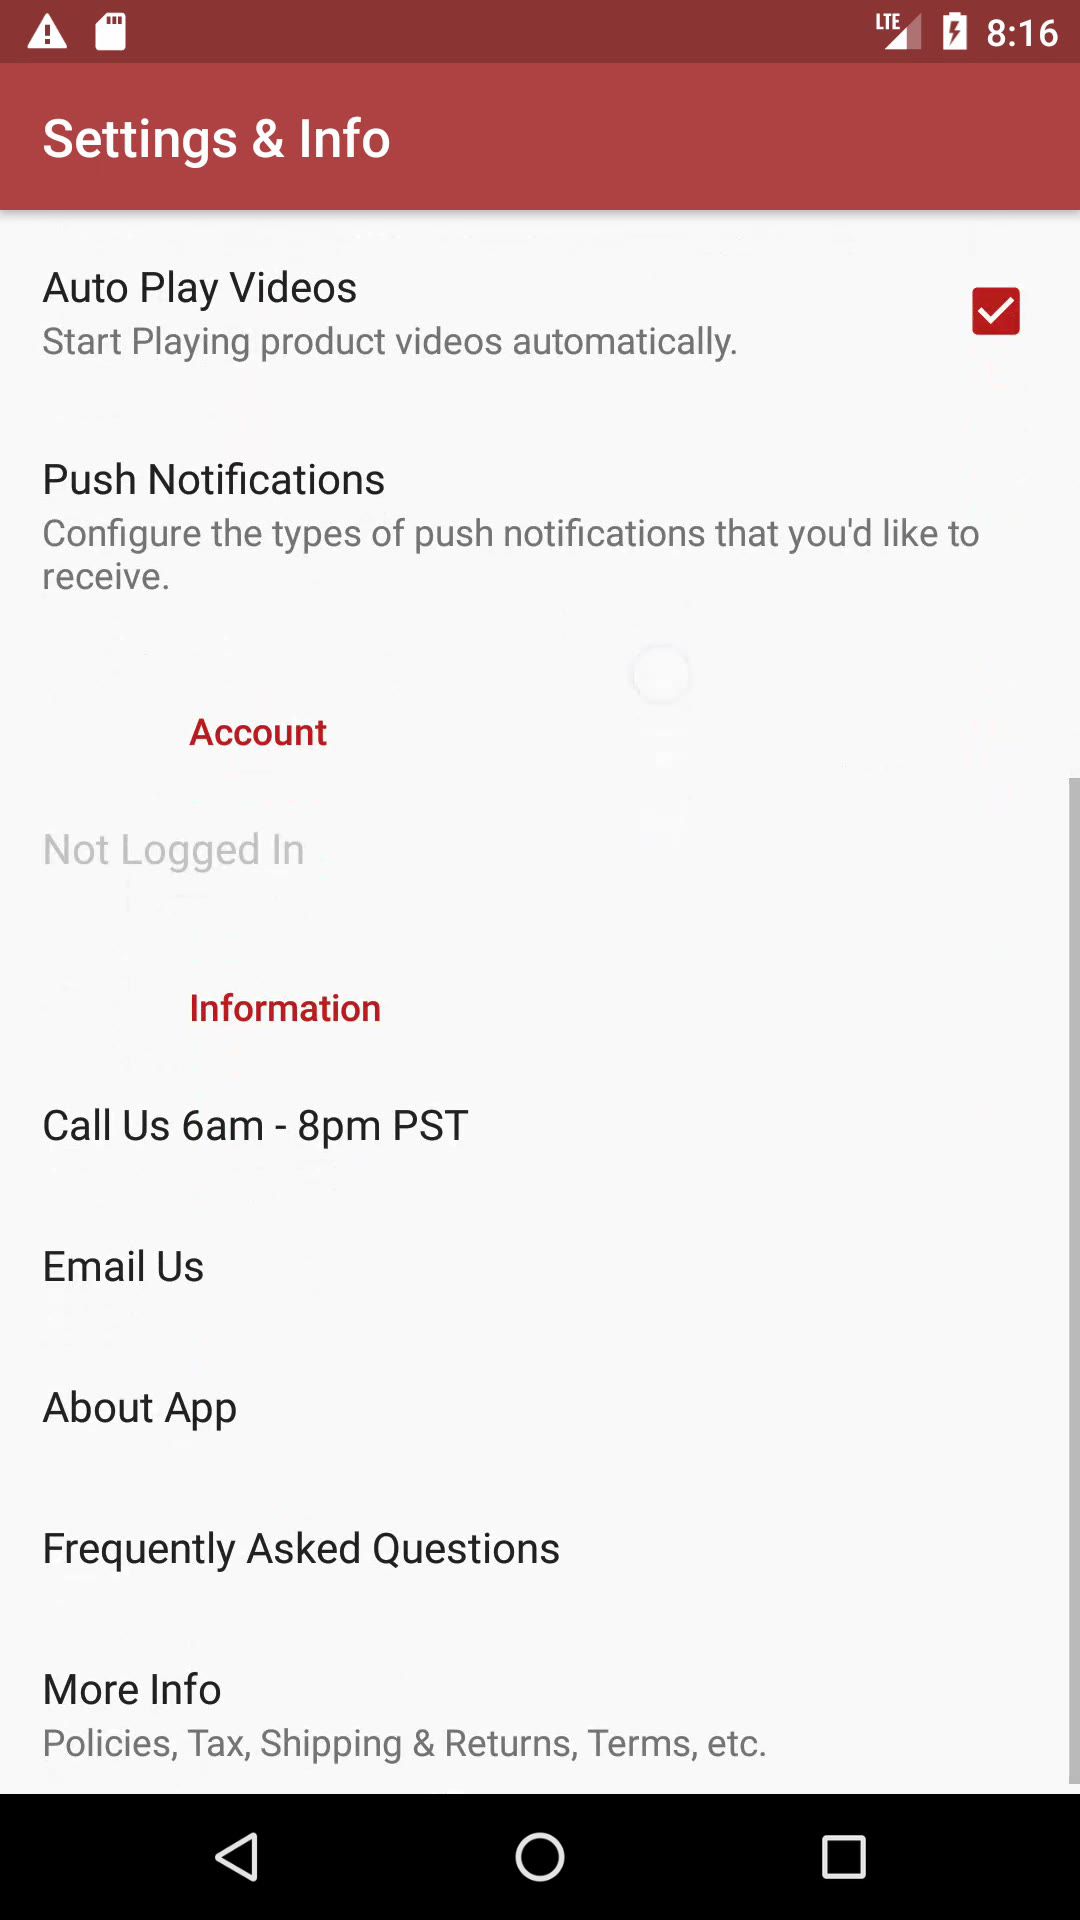 LTE 8:16
Settings & Info
Auto Play Videos
Start Playing product videos automatically.
Push Notifications
Configure the types of push notifications that you'd like to
receive.
Account
Not Logged In
Information
Call Us 6am - 8pm PST
Email Us
About App
Frequently Asked Questions
More Info
Policies, Tax, Shipping & Returns, Terms, etc.